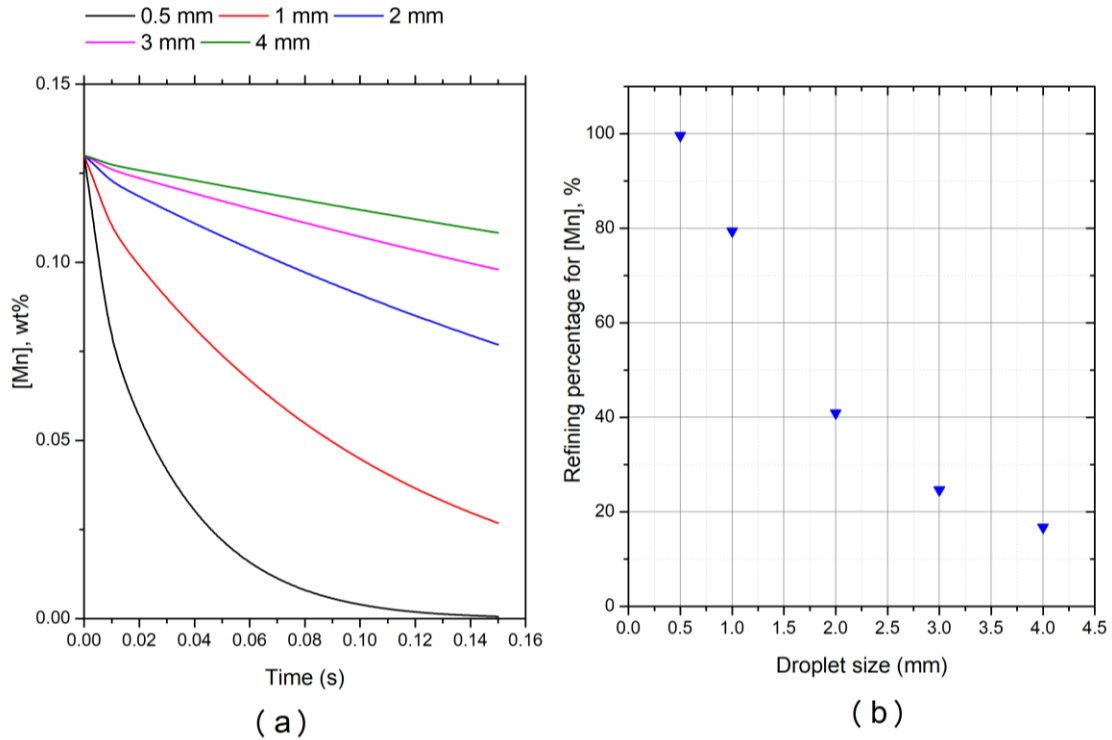 0.5 mm 1 mm 2 mm
3 mm 4 mm
0.15
0.10
0.05
0.00
[Mn], wt%
0.00 0.02 0.04 0.06 0.08 0.10 0.12 0.14 0.16
Time (s)
( a )
100
80
60
40
20
0
Refining percentage for [Mn], %
0.0 0.5 1.0 1.5 2.0 2.5 3.0 3.5 4.0 4.5
Droplet size (mm)
( b )